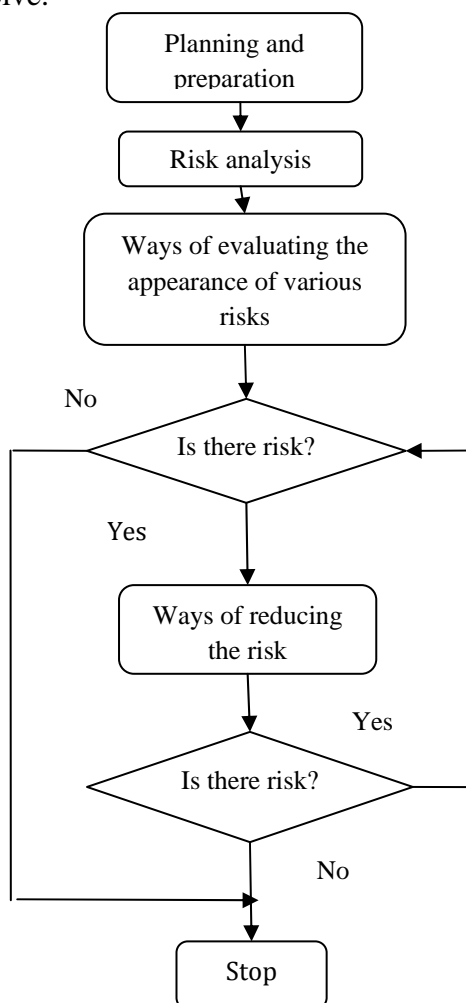 Planning and
preparation
Risk analysis
Ways of evaluating the
appearance of various
risks
No
Is there risk?
Yes
Ways of reducing
the risk
Yes
Is there risk?
No
Stop